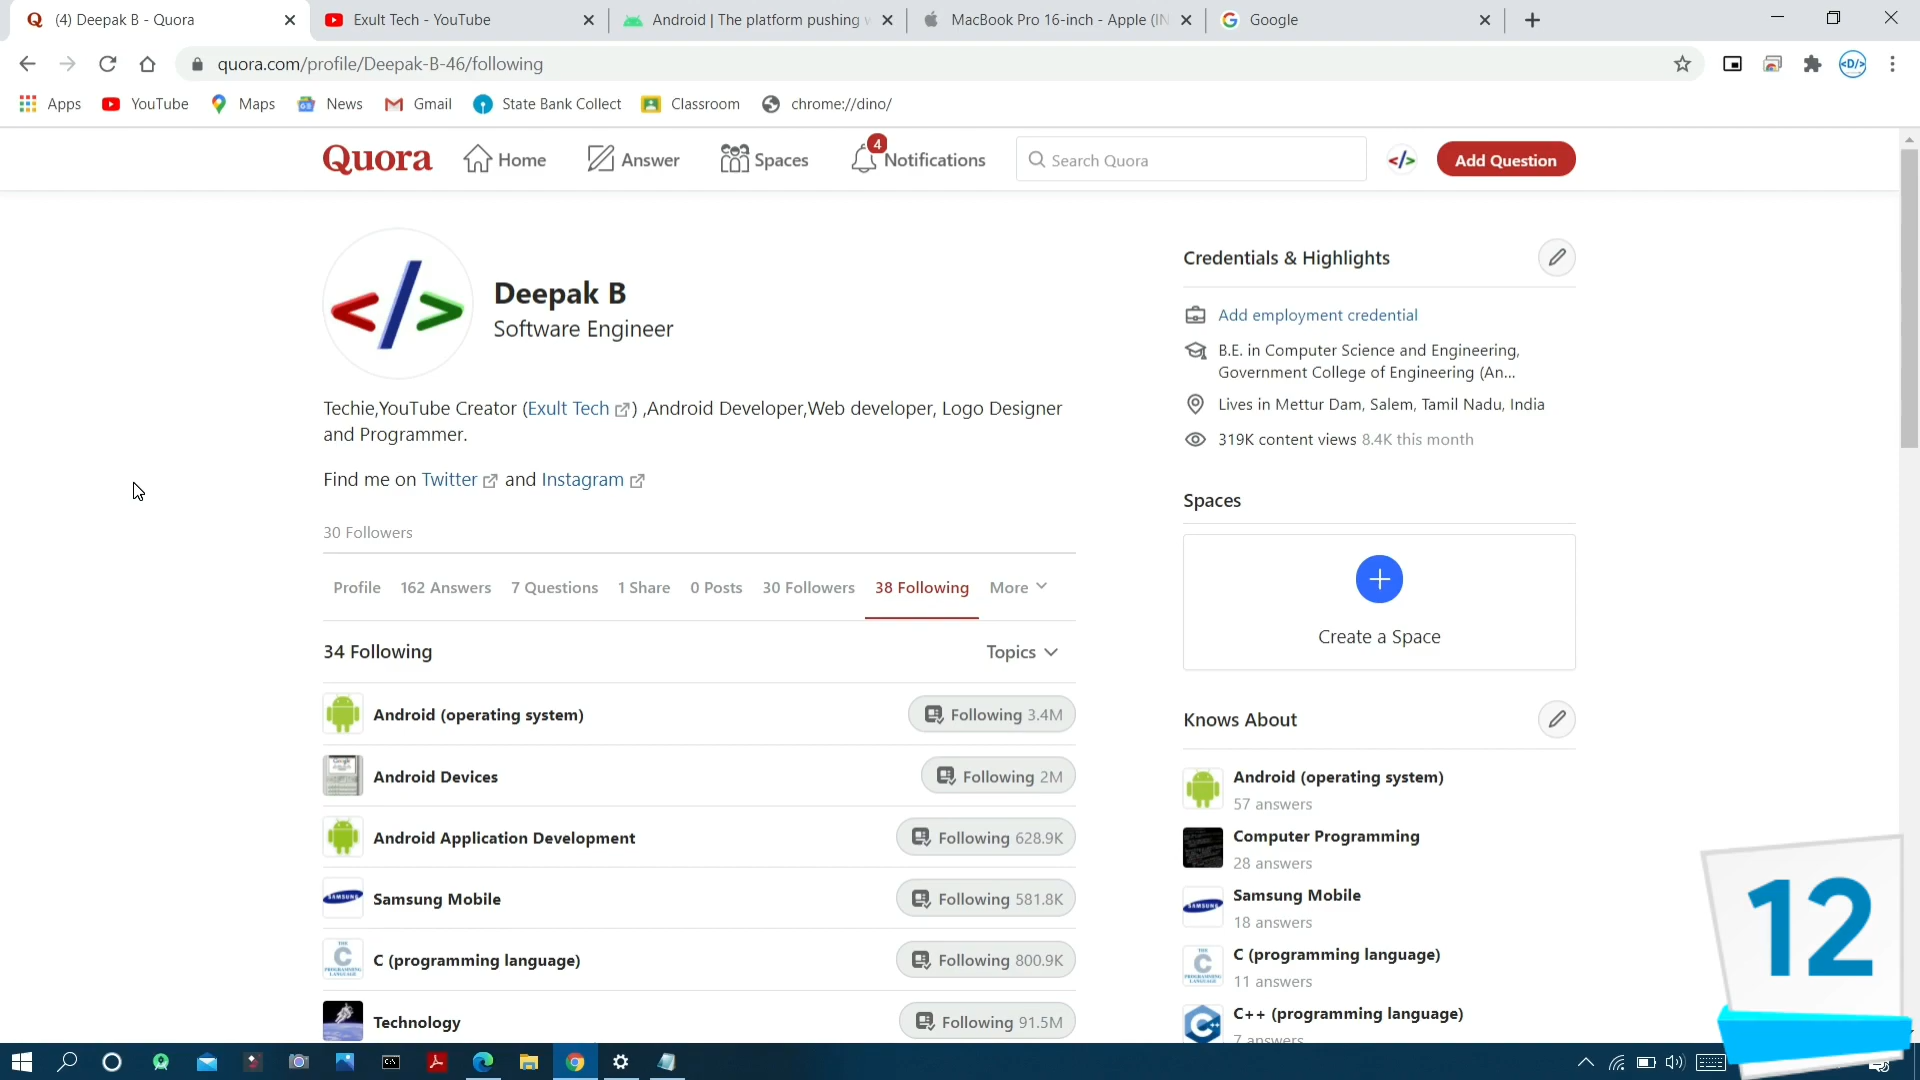 (4) Deepak B - Quora
Exult Tech - YouTube
Android | The platform pushing
MacBook Pro 16-inch - Apple (IN
Google
quora.com/profile/Deepak-B-46/following
Apps
YouTube
Maps
News
Gmail
State Bank Collect
Classroom
chrome://dino/
Quora
Home
Answer
Spaces
4
Notifications
Search Quora
Add Question
Deepak B
Software Engineer
Techie,YouTube Creator (Exult Tech) ,Android Developer,Web developer, Logo Designer
and Programmer.
Find me on Twitter and Instagram
30 Followers
Profile
162 Answers
7 Questions
1 Share
0 Posts
30 Followers
38 Following
More
34 Following
Topics
Android (operating system)
Following 3.4M
Android Devices
Following 2M
Android Application Development
Following 628.9K
SAMSUNG
Samsung Mobile
Following 581.8K
C
C (programming language)
Following 800.9K
Technology
Following 91.5M
Credentials & Highlights
Add employment credential
B.E. in Computer Science and Engineering,
Government College of Engineering (An...
Lives in Mettur Dam, Salem, Tamil Nadu, India
319K content views 8.4K this month
Spaces
Create a Space
Knows About
Android (operating system)
57 answers
Computer Programming
28 answers
SAMSUNG
Samsung Mobile
18 answers
C
C (programming language)
11 answers
C++ (programming language)
7 answers
12